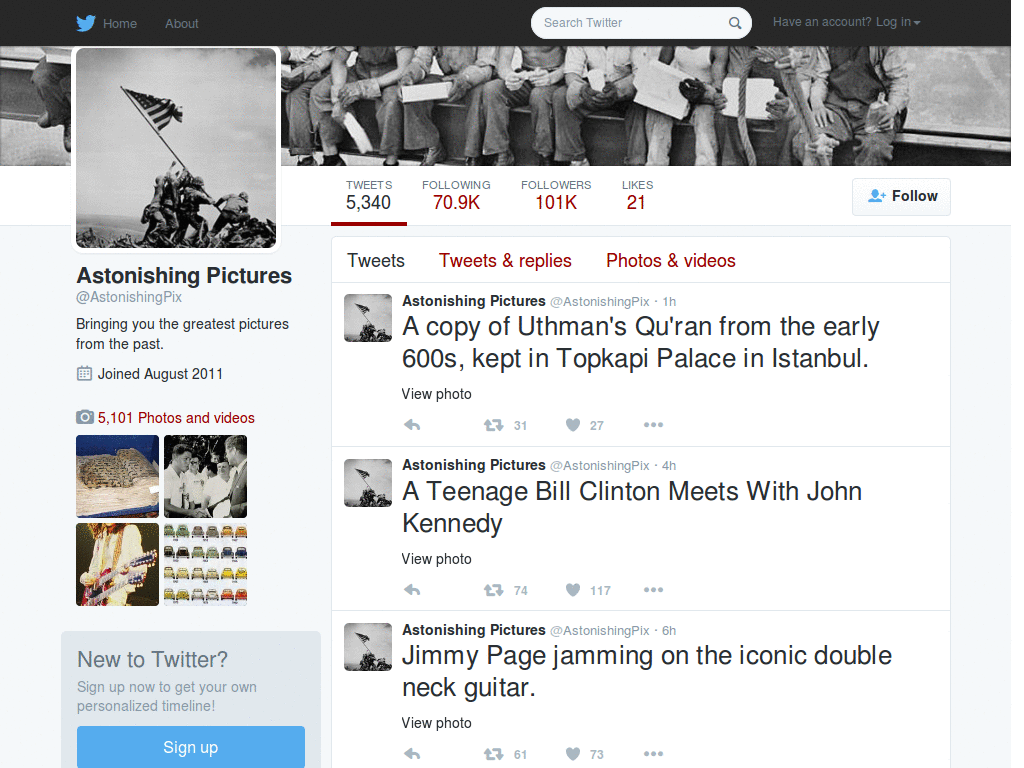 Home About Search Twitter Have an account? Log in
TWEETS FOLLOWING FOLLOWERS LIKES
5,340 70.9K 101K 21
Follow
Astonishing Pictures
@AstonishingPix
Bringing you the greatest pictures
from the past.
Joined August 2011
5,101 Photos and videos
New to Twitter?
Sign up now to get your own
personalized timeline!
Sign up
Tweets Tweets & replies Photos & videos
Astonishing Pictures @AstonishingPix · 1h
A copy of Uthman's Qu'ran from the early
600s, kept in Topkapi Palace in Istanbul.
View photo
31 27
Astonishing Pictures @AstonishingPix · 4h
A Teenage Bill Clinton Meets With John
Kennedy
View photo
74 117
Astonishing Pictures @AstonishingPix · 6h
Jimmy Page jamming on the iconic double
neck guitar.
View photo
61 73